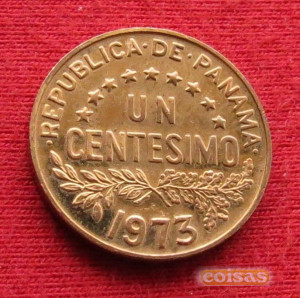 ·REPUBLICA·DE·PANAMA·
UN
CENTESIMO
1973
coisas